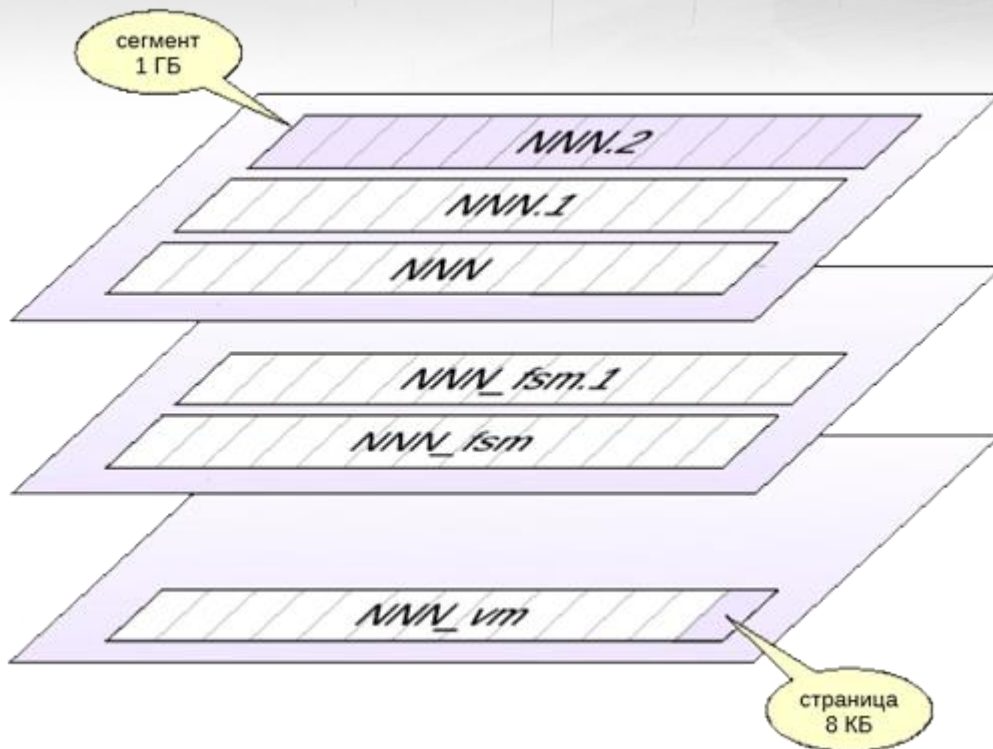 сегмент
1 ГБ
NNN.2
NNN.1
NNN
NNN_fsm.1
NNN_fsm
NNN_vm
страница
8 КБ